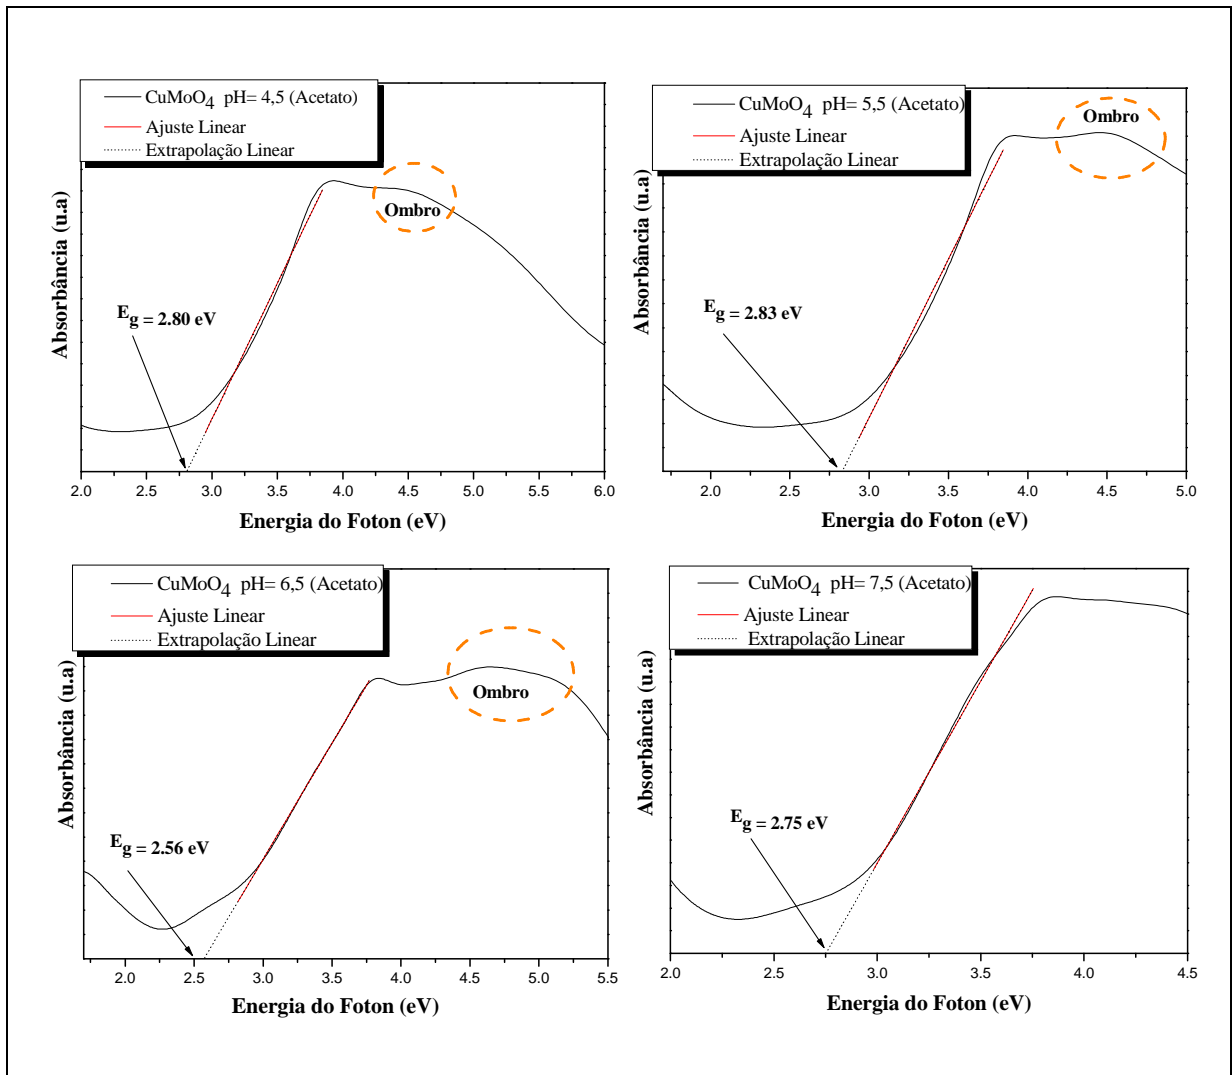 CuMoO4 pH= 4,5 (Acetato)
Ajuste Linear
Extrapolação Linear
Ombro
Eg = 2.80 eV
Absorbância (u.a)
2.0 2.5 3.0 3.5 4.0 4.5 5.0 5.5 6.0
Energia do Foton (eV)
CuMoO4 pH= 5,5 (Acetato)
Ajuste Linear
Extrapolação Linear
Ombro
Eg = 2.83 eV
Absorbância (u.a)
2.0 2.5 3.0 3.5 4.0 4.5 5.0
Energia do Foton (eV)
CuMoO4 pH= 6,5 (Acetato)
Ajuste Linear
Extrapolação Linear
Ombro
Eg = 2.56 eV
Absorbância (u.a)
2.0 2.5 3.0 3.5 4.0 4.5 5.0 5.5
Energia do Foton (eV)
CuMoO4 pH= 7,5 (Acetato)
Ajuste Linear
Extrapolação Linear
Eg = 2.75 eV
Absorbância (u.a)
2.0 2.5 3.0 3.5 4.0 4.5
Energia do Foton (eV)